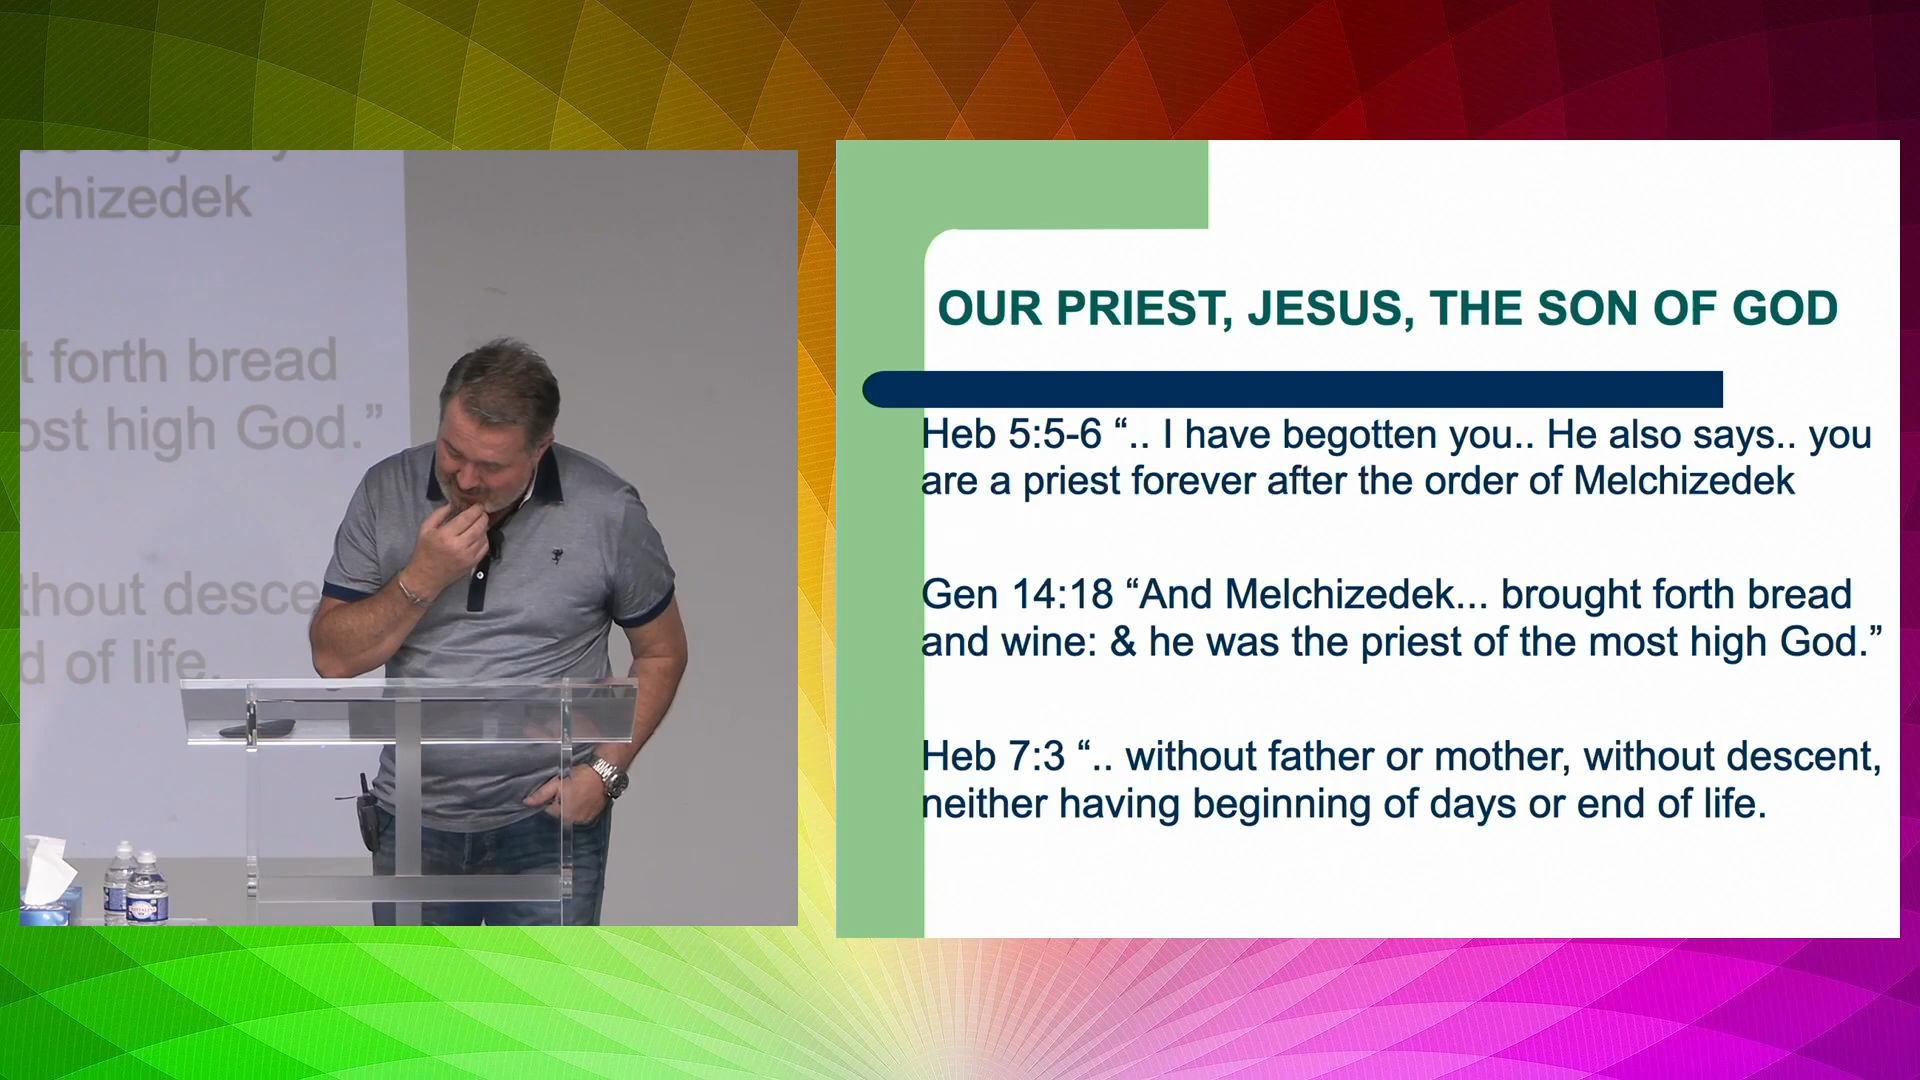 chizedek
t forth bread
ost high God.”
thout desce
d of life.
OUR PRIEST, JESUS, THE SON OF GOD
Heb 5:5-6 “.. I have begotten you.. He also says.. you
are a priest forever after the order of Melchizedek
Gen 14:18 “And Melchizedek... brought forth bread
and wine: & he was the priest of the most high God.”
Heb 7:3 “.. without father or mother, without descent,
neither having beginning of days or end of life.